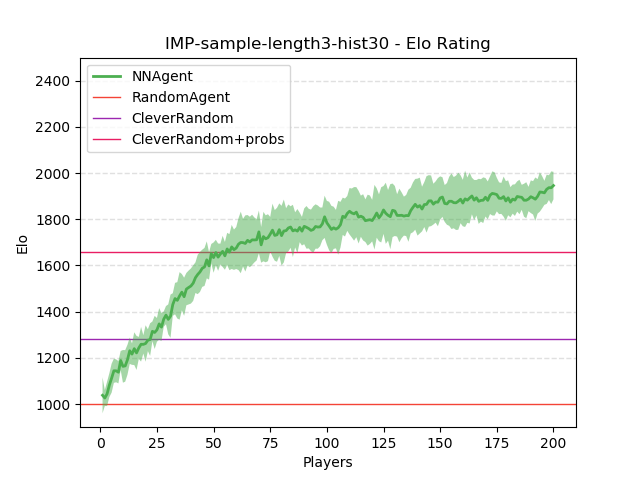 IMP-sample-length3-hist30 - Elo Rating
NNAgent
RandomAgent
CleverRandom
CleverRandom+probs
2400
2200
2000
1800
1600
1400
1200
1000
Elo
0 25 50 75 100 125 150 175 200
Players